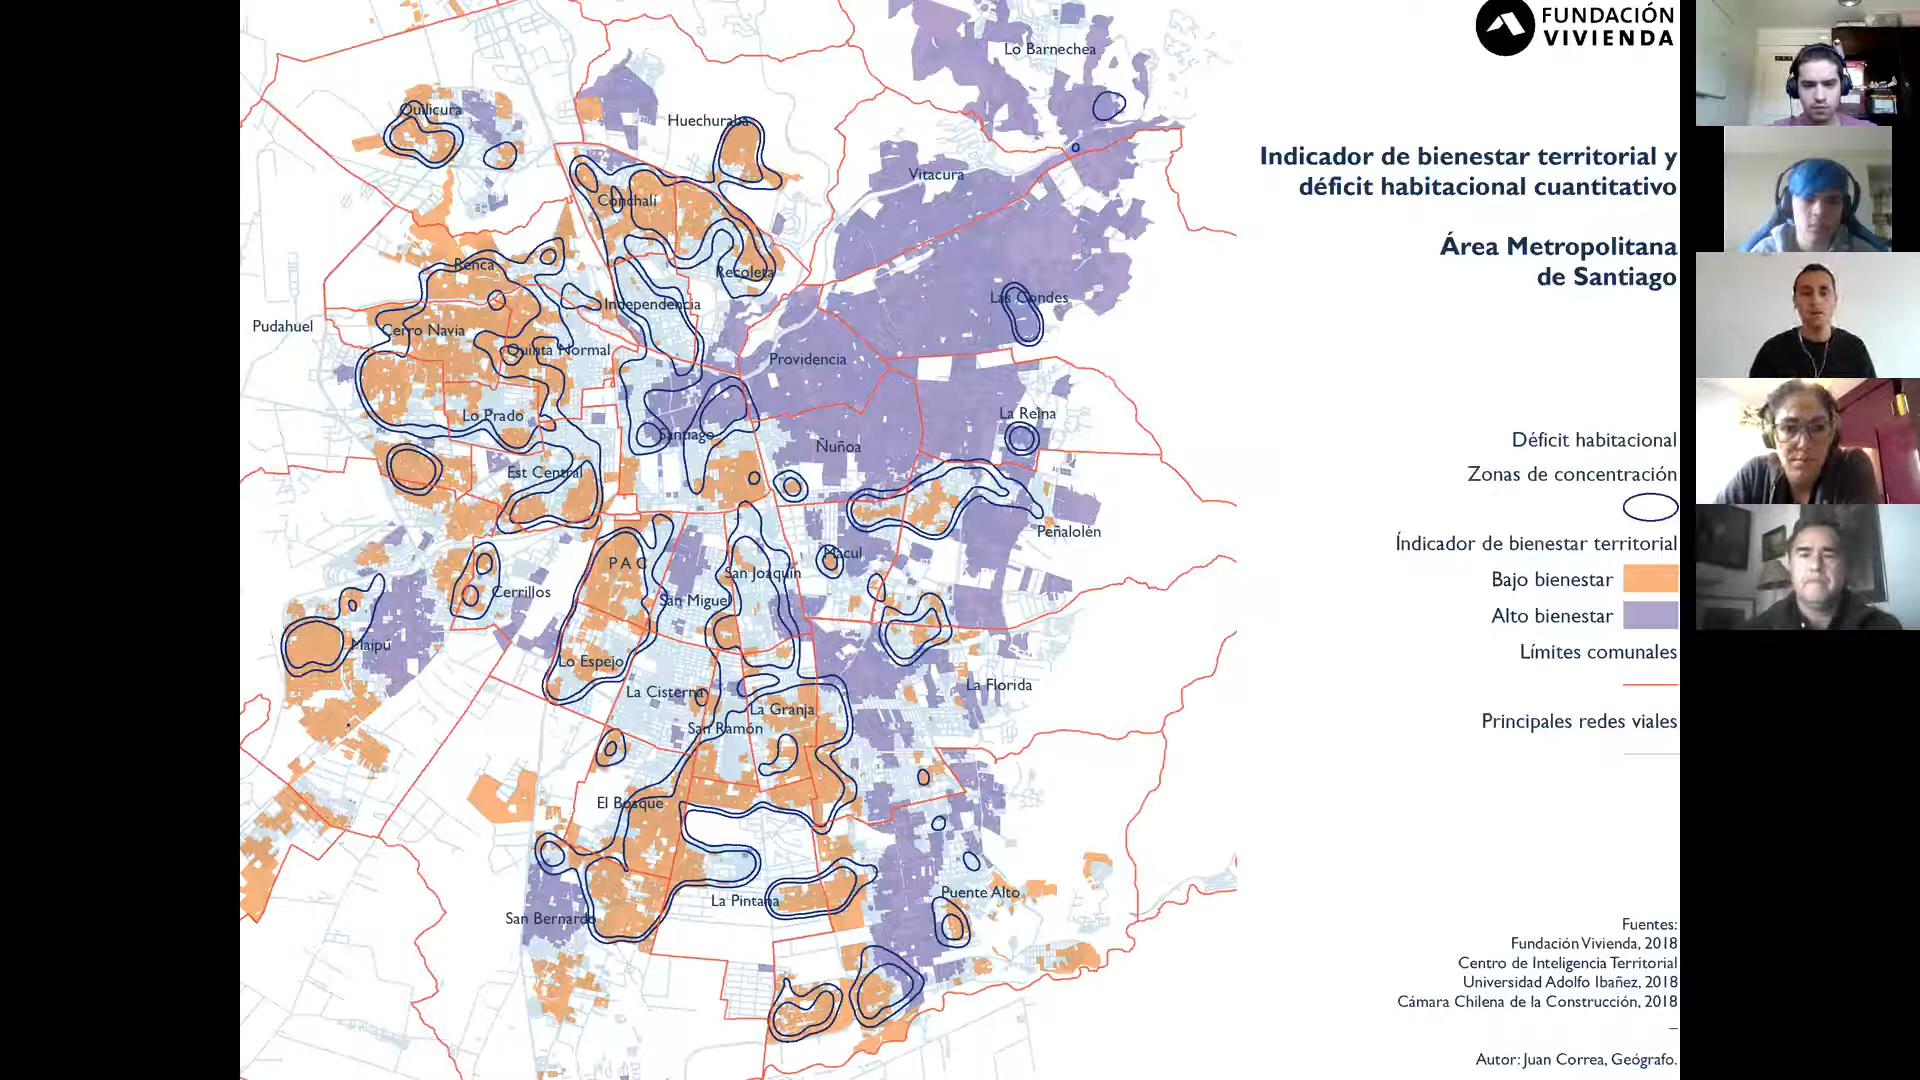 FUNDACIÓN
VIVIENDA
Indicador de bienestar territorial y
déficit habitacional cuantitativo
Área Metropolitana
de Santiago
Déficit habitacional
Zonas de concentración
Índicador de bienestar territorial
Bajo bienestar
Alto bienestar
Límites comunales
Principales redes viales
Fuentes:
Fundación Vivienda, 2018
Centro de Inteligencia Territorial
Universidad Adolfo Ibañez, 2018
Cámara Chilena de la Construcción, 2018
Autor: Juan Correa, Geógrafo.
Lo Barnechea
Quilicura
Huechuraba
Vitacura
Conchalí
Renca
Recoleta
Las Condes
Independencia
Pudahuel
Cerro Navia
Quinta Normal
Providencia
Lo Prado
La Reina
Santiago
Ñuñoa
Est Central
Peñalolén
Macul
P A C
San Joaquín
Cerrillos
San Miguel
Maipú
Lo Espejo
La Florida
La Cisterna
La Granja
San Ramón
El Bosque
Puente Alto
La Pintana
San Bernardo